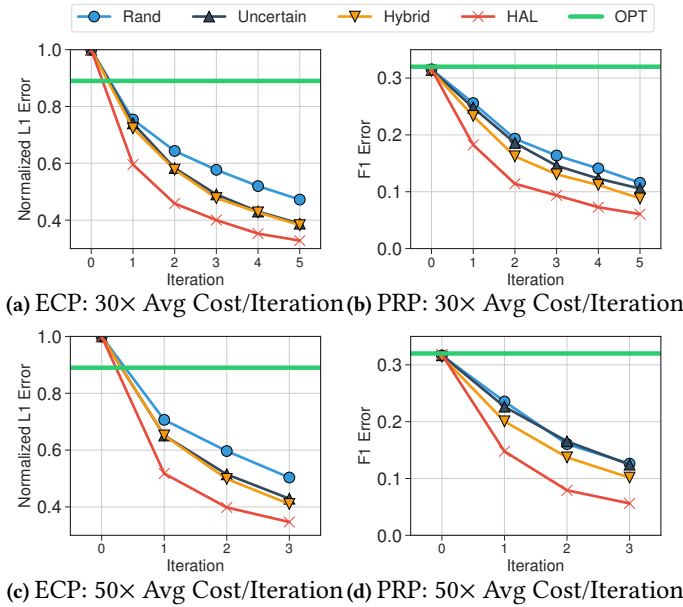 Rand Uncertain Hybrid HAL OPT
1.0
0.8
0.6
0.4
Normalized L1 Error
0 1 2 3 4 5
Iteration
0.3
0.2
0.1
0.0
F1 Error
0 1 2 3 4 5
Iteration
(a) ECP: 30× Avg Cost/Iteration (b) PRP: 30× Avg Cost/Iteration
1.0
0.8
0.6
0.4
Normalized L1 Error
0 1 2 3
Iteration
0.3
0.2
0.1
0.0
F1 Error
0 1 2 3
Iteration
(c) ECP: 50× Avg Cost/Iteration (d) PRP: 50× Avg Cost/Iteration